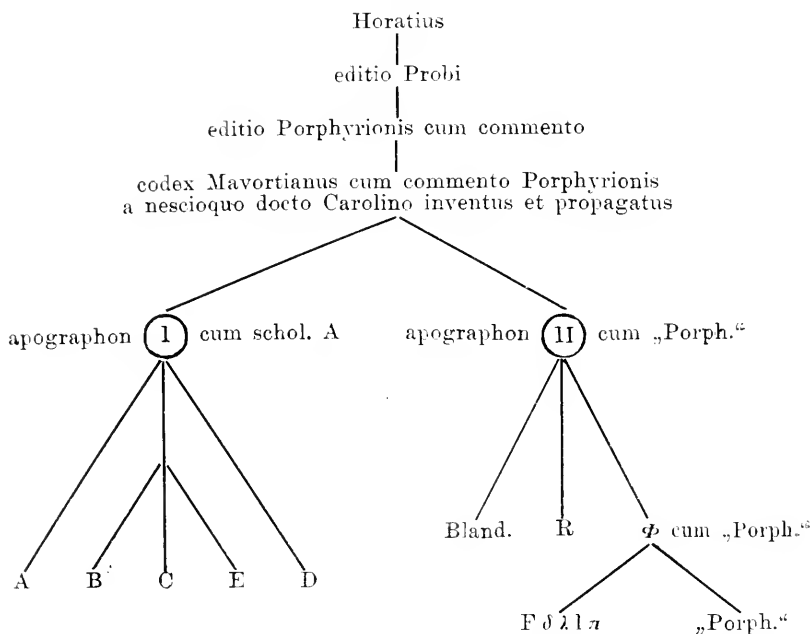 Horatius
editio Probi
editio Porphyrionis cum commento
codex Mavortianus cum commento Porphyrionis
a nescioquo docto Carolino inventus et propagatus
apographon I cum schol. A apographon II cum „Porph.“
Bland. R Φ cum „Porph.“
A B C E D
F δ λ l π „Porph.“